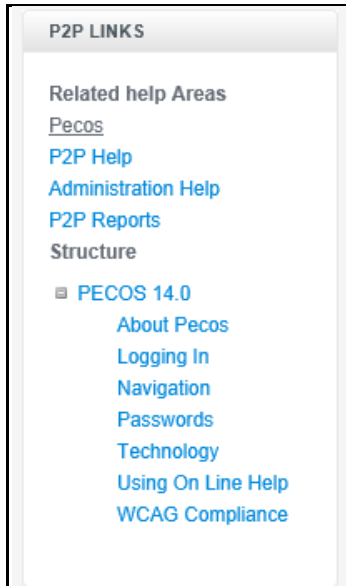 P2P LINKS
Related help Areas
Pecos
P2P Help
Administration Help
P2P Reports
Structure
PECOS 14.0
About Pecos
Logging In
Navigation
Passwords
Technology
Using On Line Help
WCAG Compliance